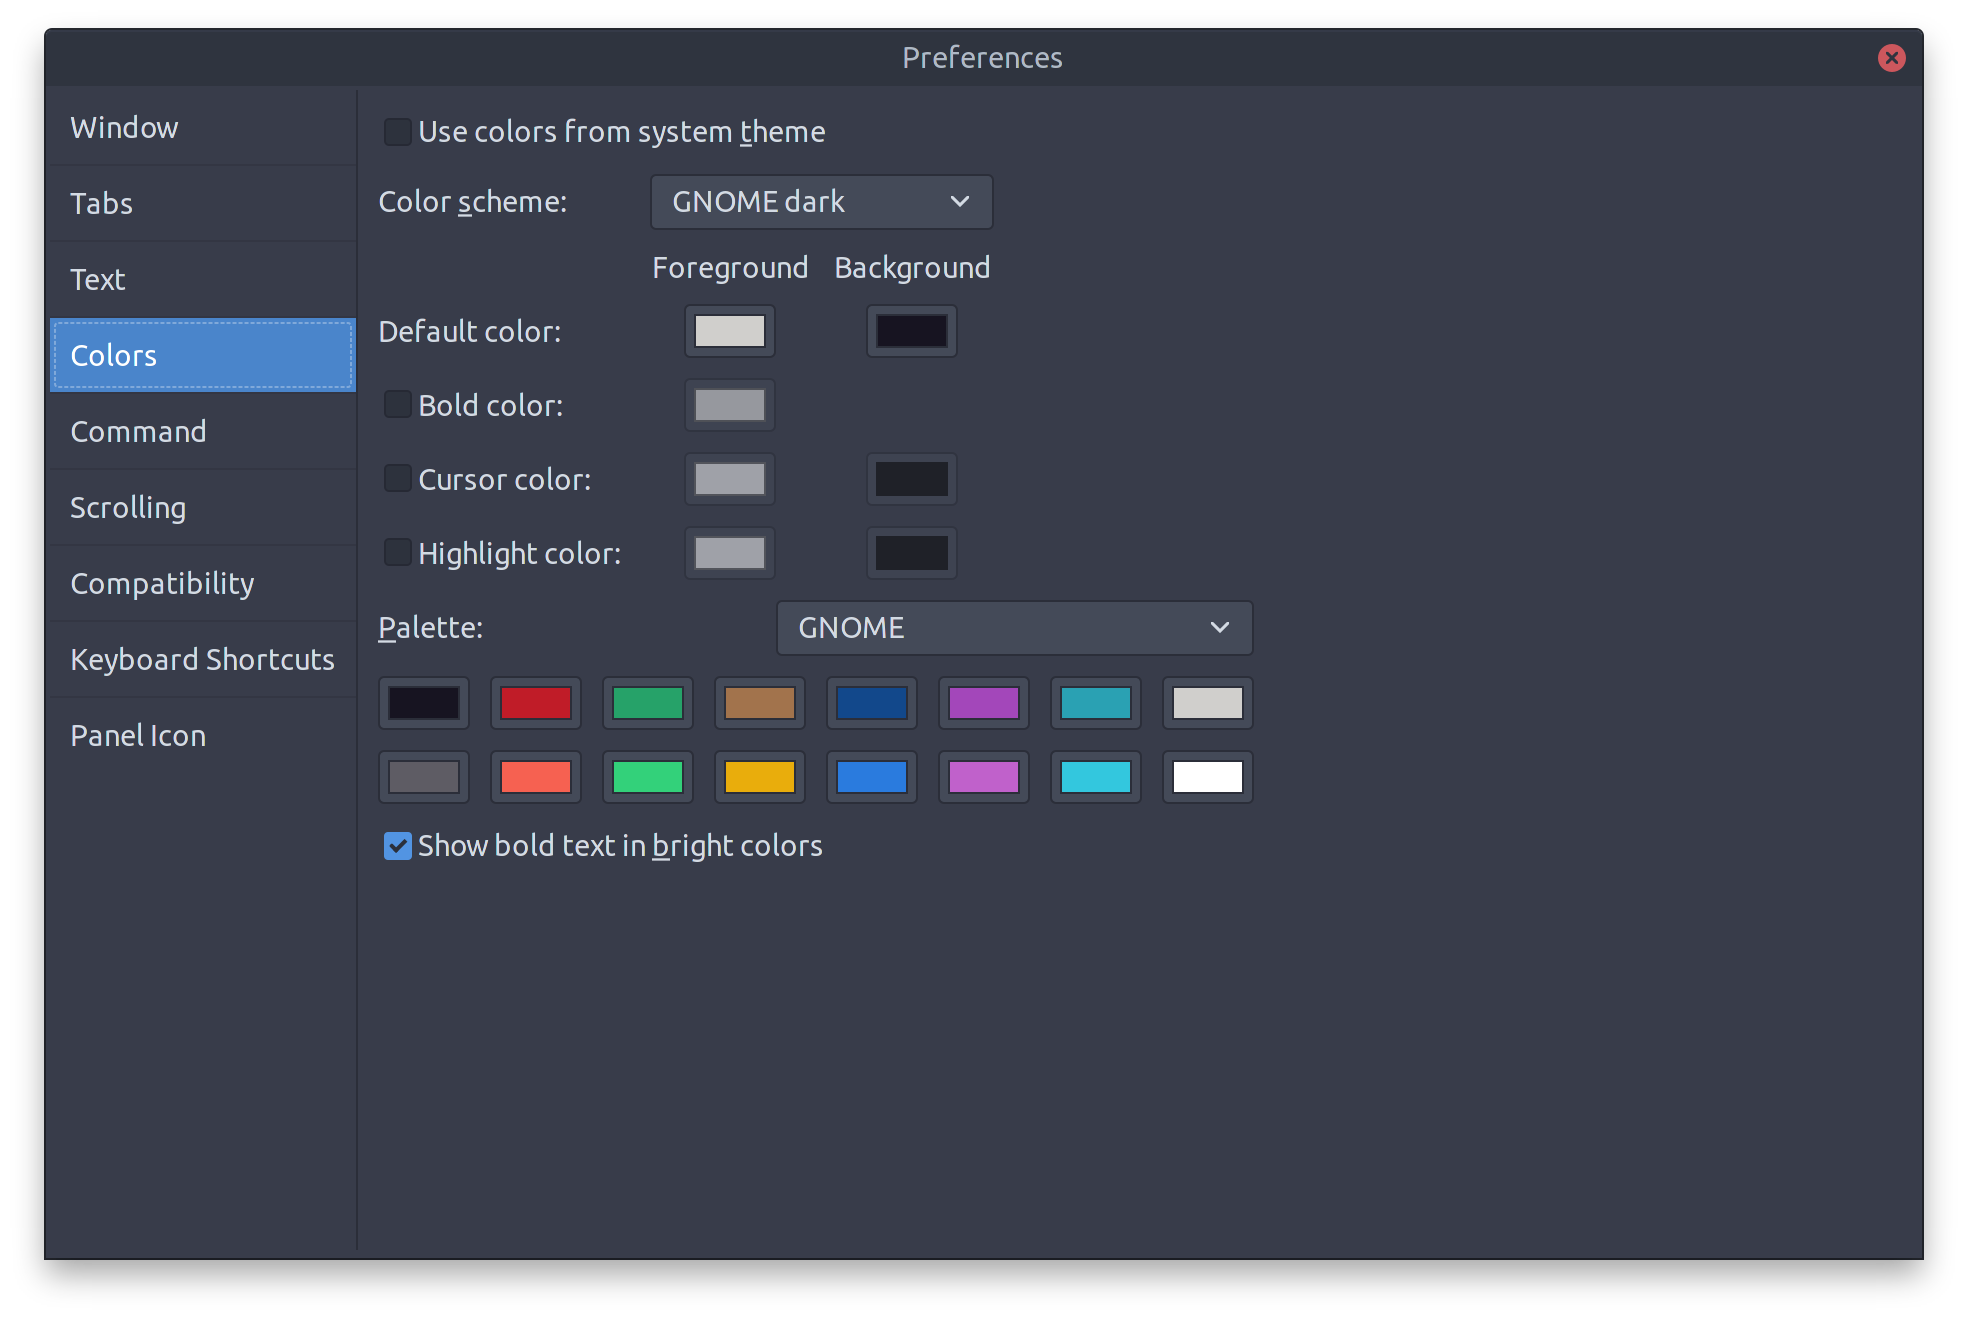 Preferences
Window
Tabs
Text
Colors
Command
Scrolling
Compatibility
Keyboard Shortcuts
Panel Icon
Use colors from system theme
Color scheme: GNOME dark
Foreground Background
Default color:
Bold color:
Cursor color:
Highlight color:
Palette: GNOME
Show bold text in bright colors